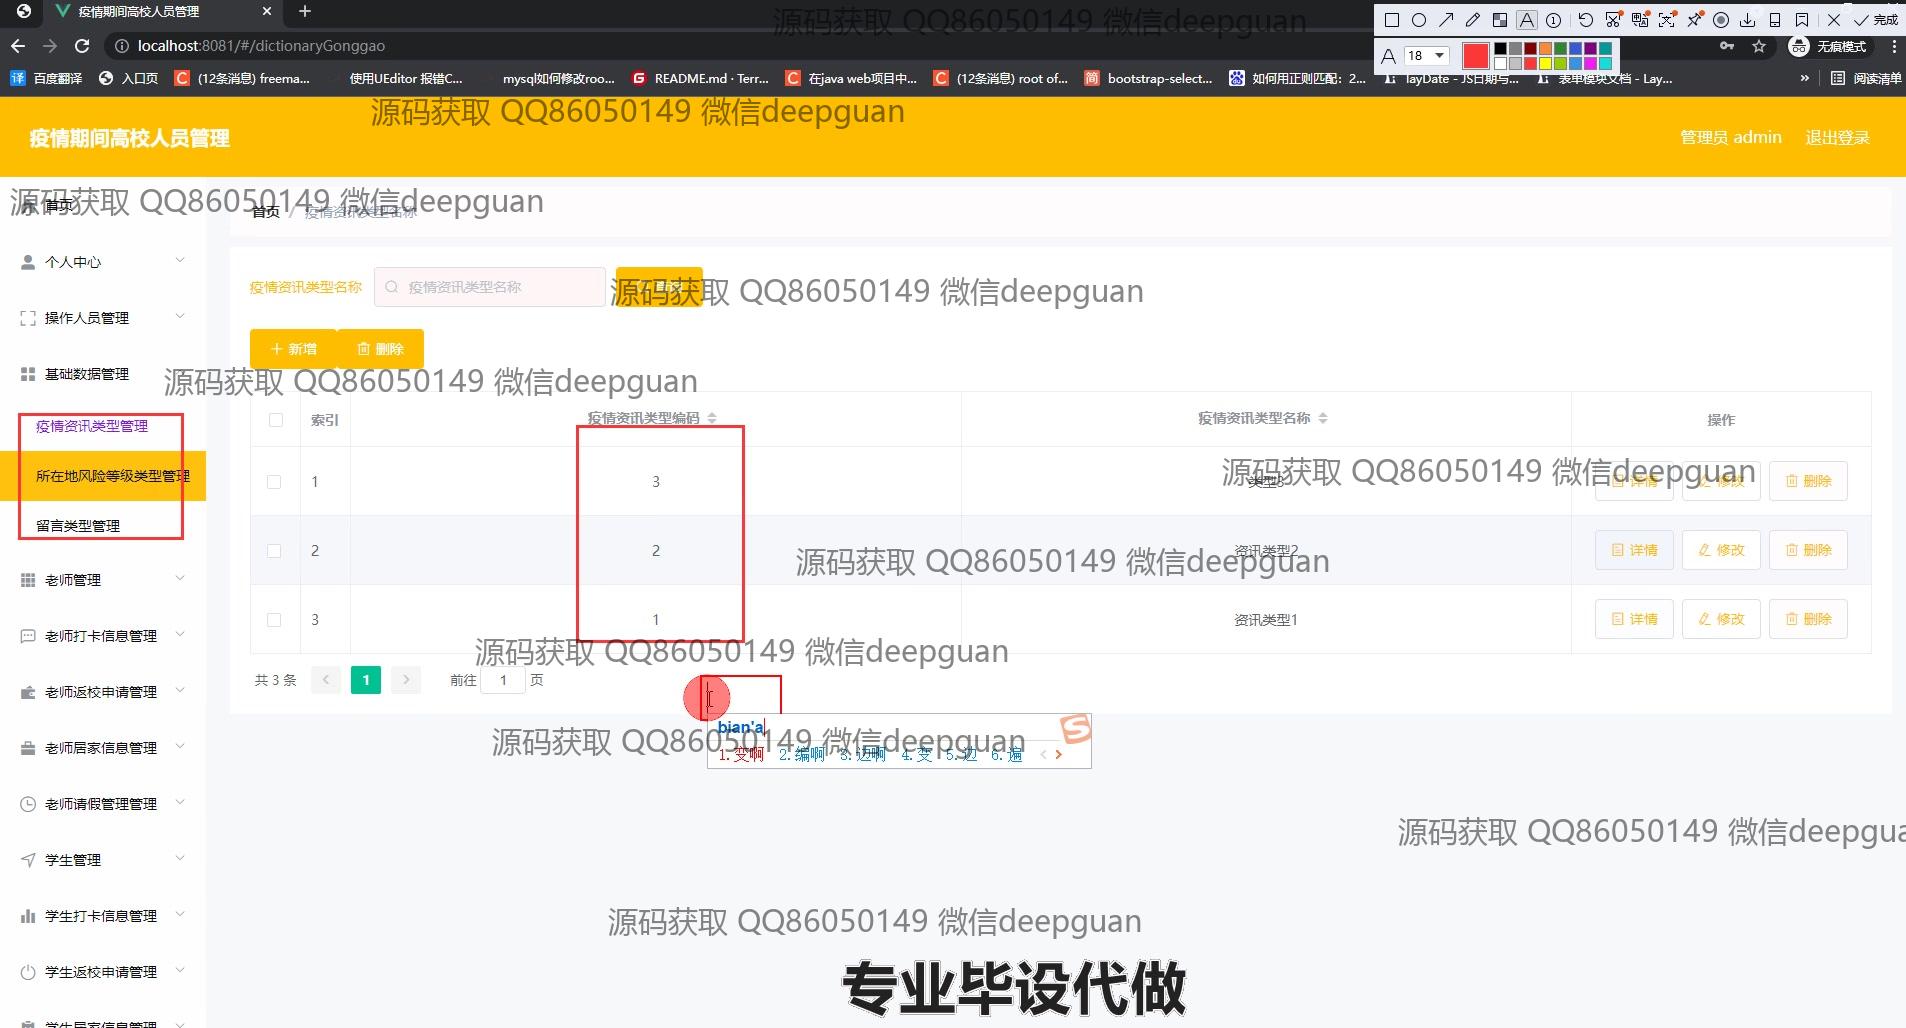 疫情期间高校人员管理
源码获取 QQ86050149 微信deepguan
完成
localhost:8081/#/dictionaryGonggao
无痕模式
A 18
百度翻译 入口页 (12条消息) freema... 使用UEditor 报错C... mysql如何修改roo... README.md · Terr... 在java web项目中... (12条消息) root of... bootstrap-select... 如何用正则匹配：2... layDate - JS日期与... 表单模块文档 - Lay... » 阅读清单
源码获取 QQ86050149 微信deepguan
疫情期间高校人员管理
管理员 admin 退出登录
源码获取 QQ86050149 微信deepguan
首页
首页 / 疫情资讯类型名称
个人中心
疫情资讯类型名称 疫情资讯类型名称
源码获取 QQ86050149 微信deepguan
操作人员管理
新增 删除
基础数据管理
源码获取 QQ86050149 微信deepguan
疫情资讯类型管理
所在地风险等级类型管理
留言类型管理
索引 疫情资讯类型编码 疫情资讯类型名称 操作
1 3 类型3 详情 修改 删除
源码获取 QQ86050149 微信deepguan
2 2 资讯类型2 详情 修改 删除
源码获取 QQ86050149 微信deepguan
3 1 资讯类型1 详情 修改 删除
源码获取 QQ86050149 微信deepguan
共 3 条 1 前往 1 页
老师管理
老师打卡信息管理
老师返校申请管理
老师居家信息管理
老师请假管理管理
学生管理
学生打卡信息管理
学生返校申请管理
学生居家信息管理
bian'a
源码获取 QQ86050149 微信deepguan
1.变啊 2.编啊 3.边啊 4.变 5.边 6.遍
源码获取 QQ86050149 微信deepgua
源码获取 QQ86050149 微信deepguan
专业毕设代做